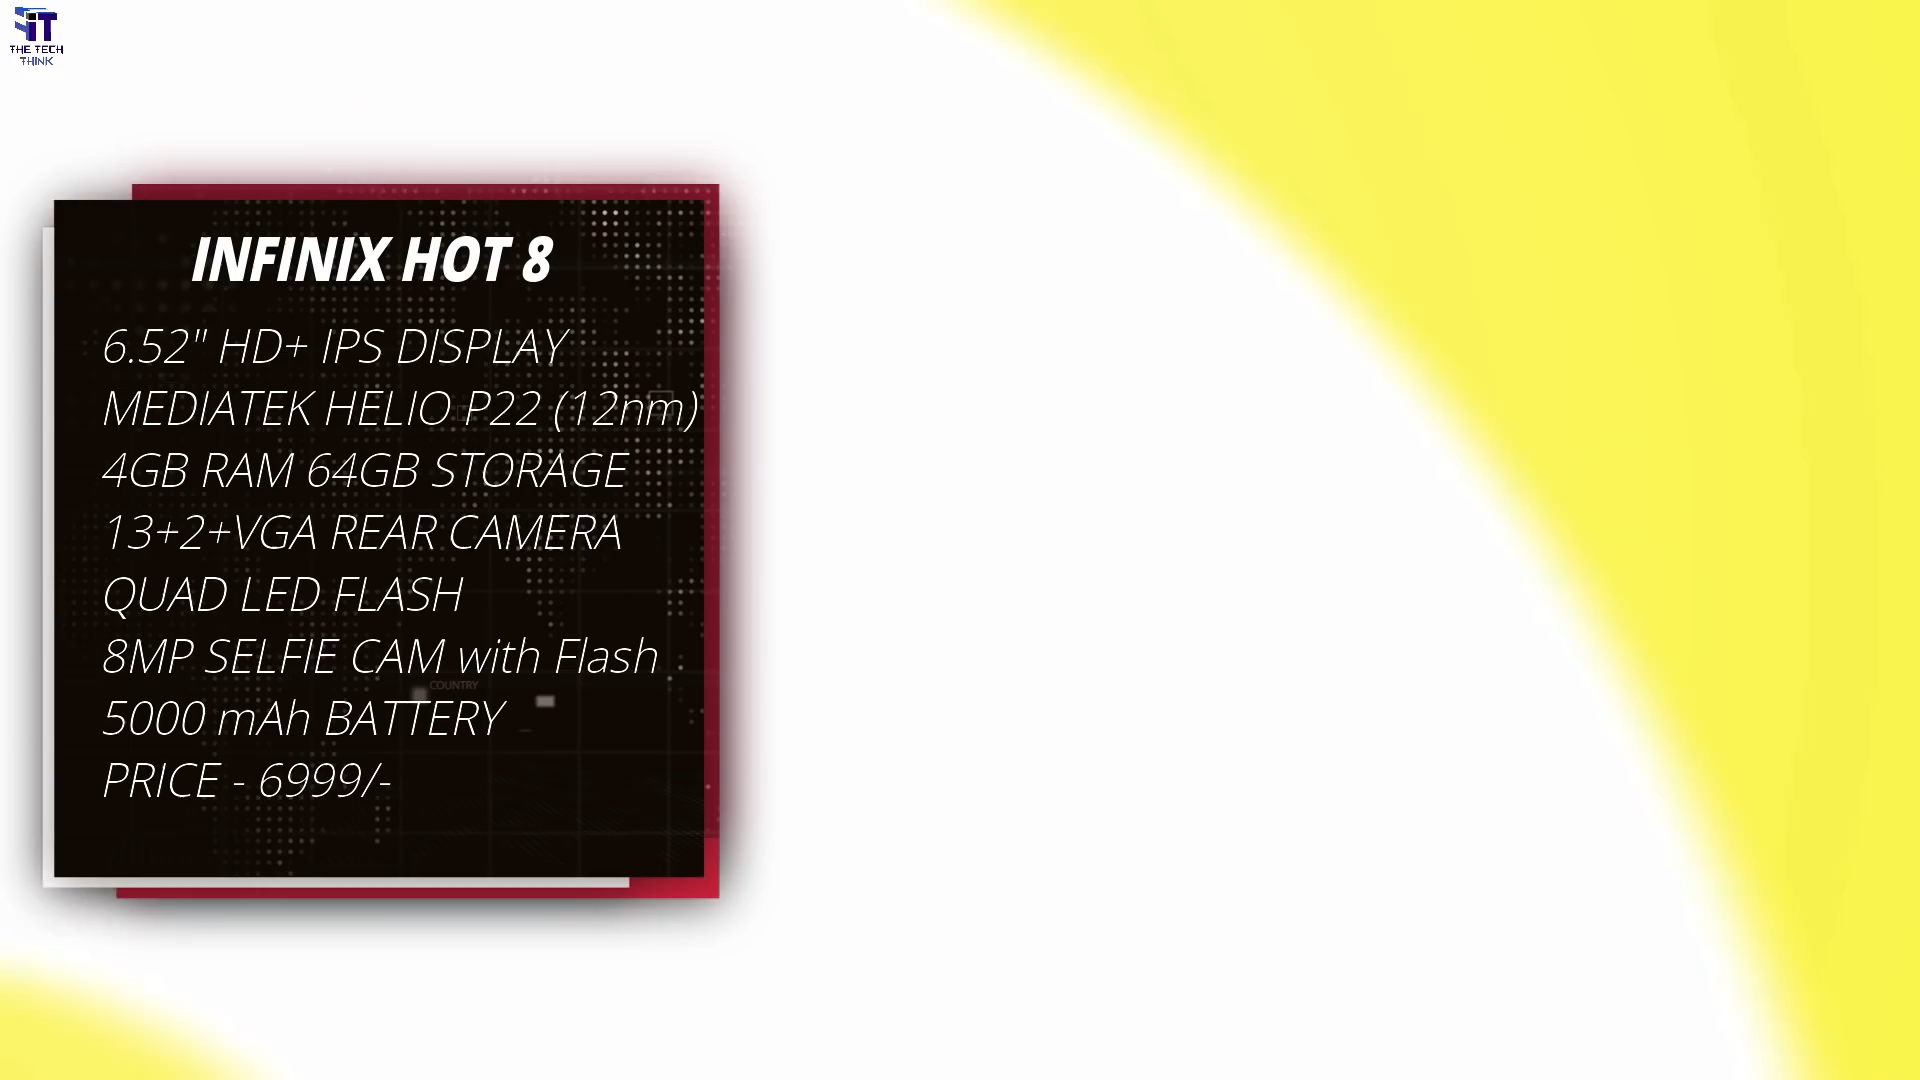 THE TECH
THINK
INFINIX HOT 8
6.52" HD+ IPS DISPLAY
MEDIATEK HELIO P22 (12nm)
4GB RAM 64GB STORAGE
13+2+VGA REAR CAMERA
QUAD LED FLASH
8MP SELFIE CAM with Flash
COUNTRY
5000 mAh BATTERY
PRICE - 6999/-